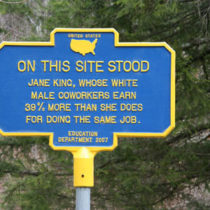 UNITED STATES
ON THIS SITE STOOD
JANE KING, WHOSE WHITE
MALE COWORKERS EARN
39% MORE THAN SHE DOES
FOR DOING THE SAME JOB.
EDUCATION
DEPARTMENT 2007